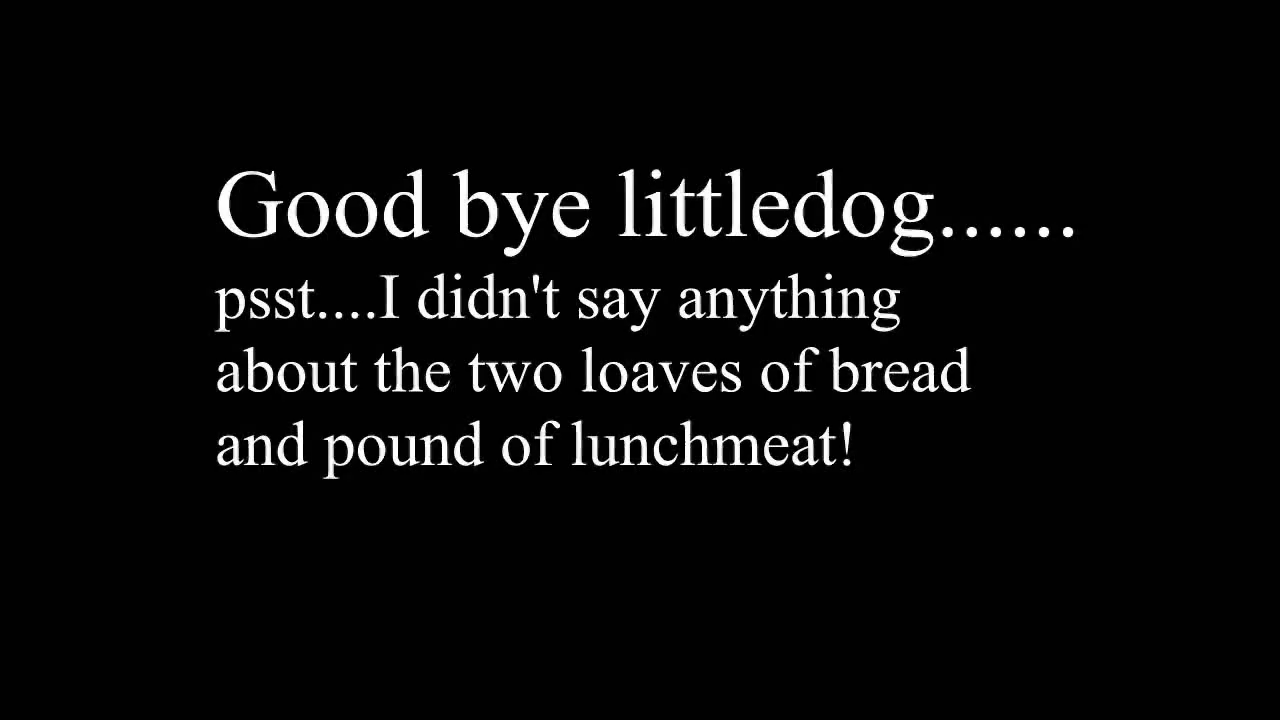 Good bye littledog......
psst....I didn't say anything
about the two loaves of bread
and pound of lunchmeat!